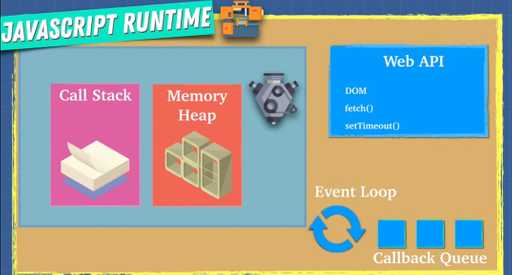 JAVASCRIPT RUNTIME
Call Stack
Memory
Heap
Web API
DOM
fetch()
setTimeout()
Event Loop
Callback Queue